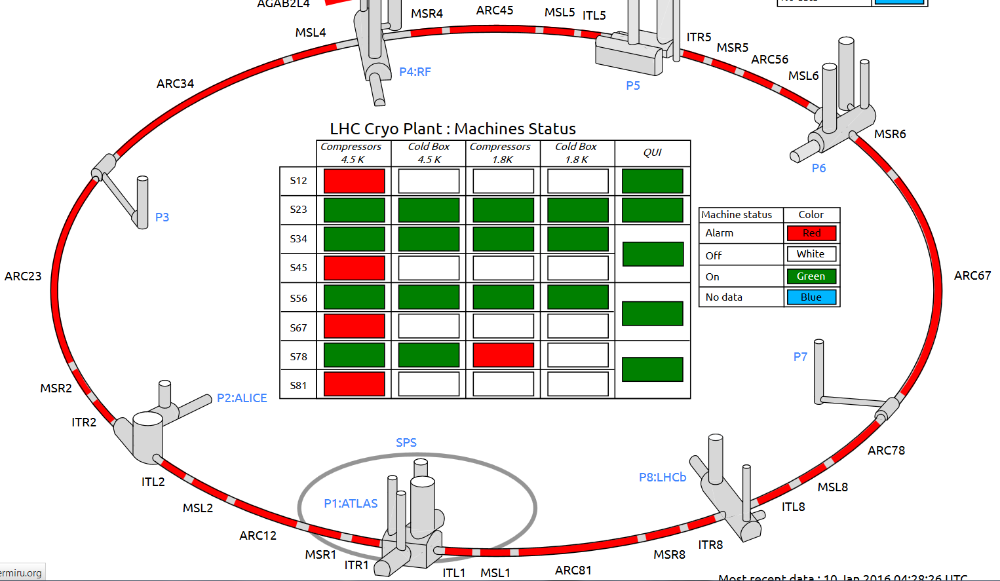 AGAB2L4
MSR4
ARC45
MSL5
ITL5
MSL4
ITR5
MSR5
ARC56
MSL6
P4:RF
P5
ARC34
LHC Cryo Plant : Machines Status
MSR6
P6
Compressors
4.5 K
Cold Box
4.5 K
Compressors
1.8K
Cold Box
1.8 K
QUI
S12
S23
S34
S45
S56
S67
S78
S81
P3
Machine status
Color
Alarm
Red
Off
White
On
Green
No data
Blue
ARC23
ARC67
P7
MSR2
P2:ALICE
ITR2
SPS
ARC78
P8:LHCb
ITL2
MSL8
P1:ATLAS
MSL2
ITL8
ARC12
MSR1
ITR1
ITL1
MSL1
ARC81
MSR8
ITR8
ermiru.org
Most recent data : 10 Jan 2016 04:28:26 UTC